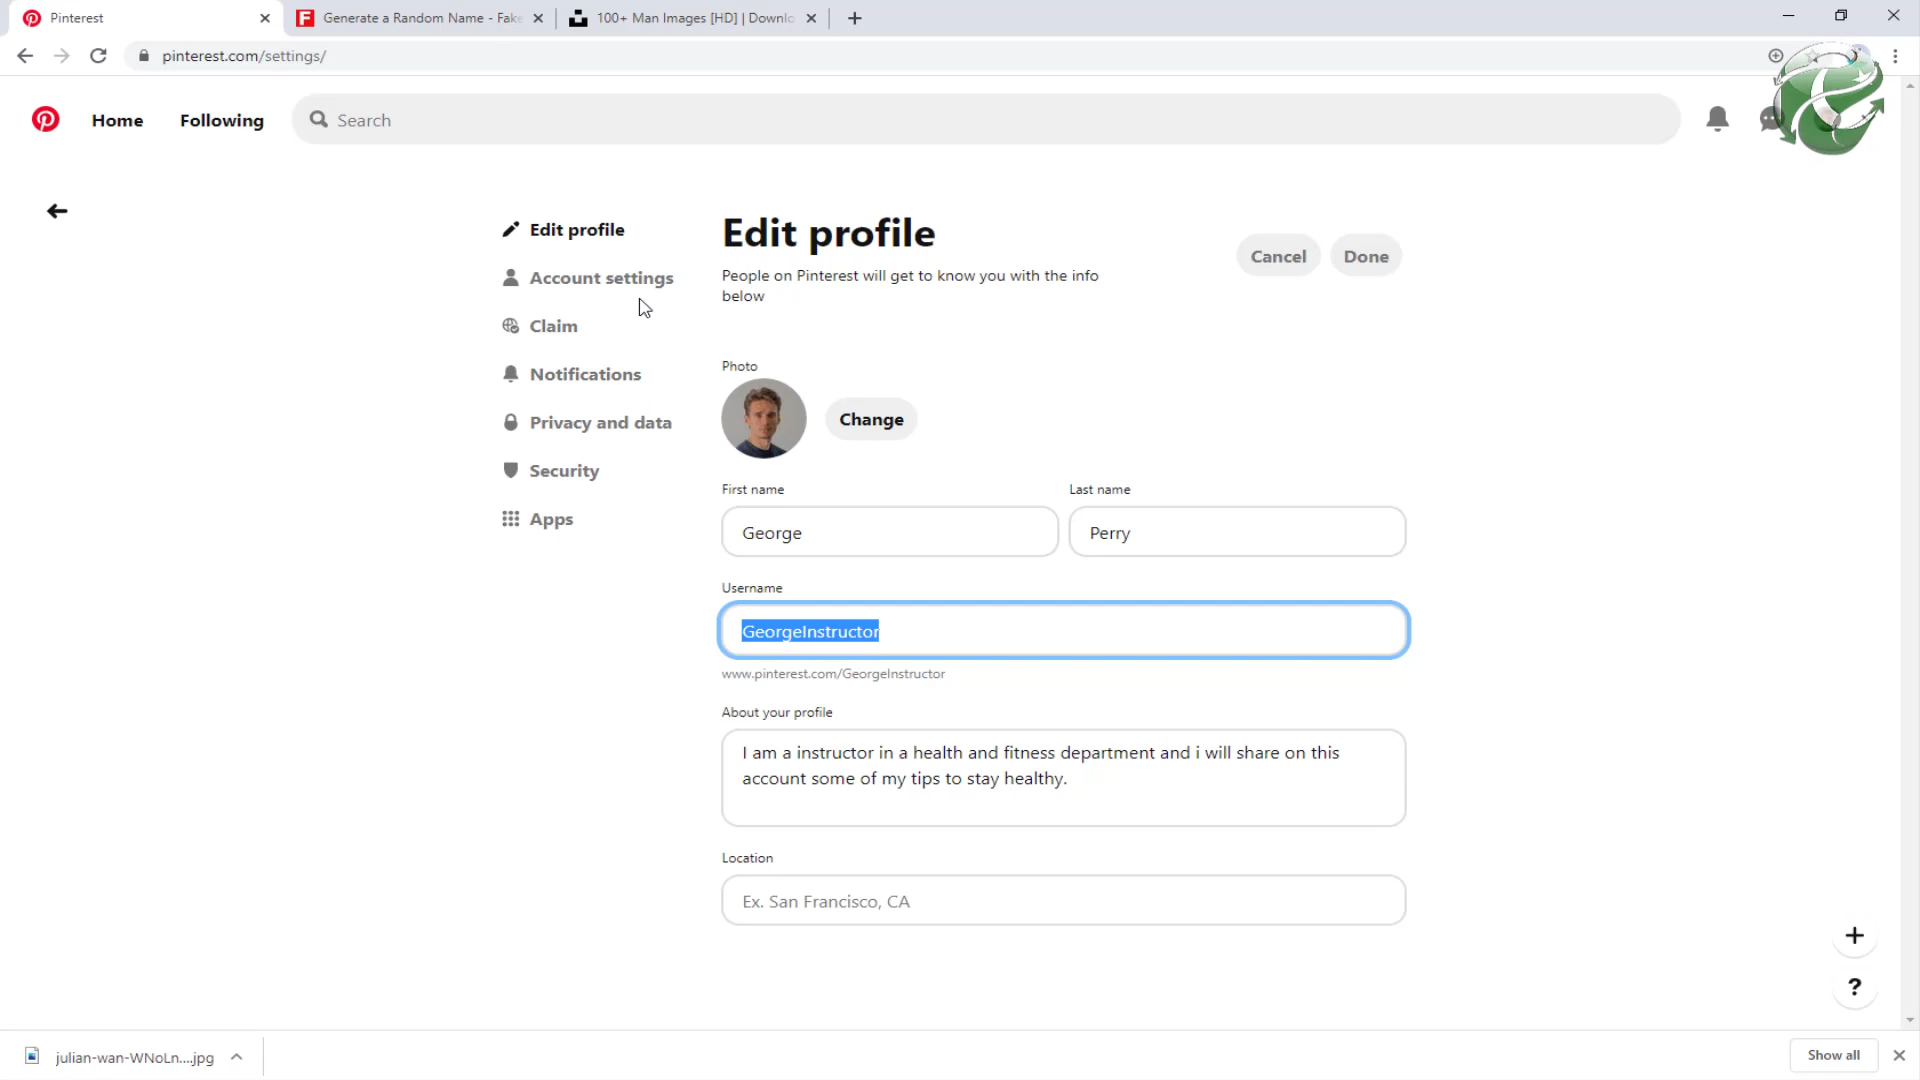 Pinterest
Generate a Random Name - Fake
100+ Man Images [HD] | Downlo
pinterest.com/settings/
Home
Following
Search
Edit profile
Account settings
Claim
Notifications
Privacy and data
Security
Apps
Edit profile
People on Pinterest will get to know you with the info
below
Cancel
Done
Photo
Change
First name
Last name
George
Perry
Username
GeorgeInstructor
www.pinterest.com/GeorgeInstructor
About your profile
I am a instructor in a health and fitness department and i will share on this
account some of my tips to stay healthy.
Location
Ex. San Francisco, CA
+
?
julian-wan-WNoLn....jpg
Show all